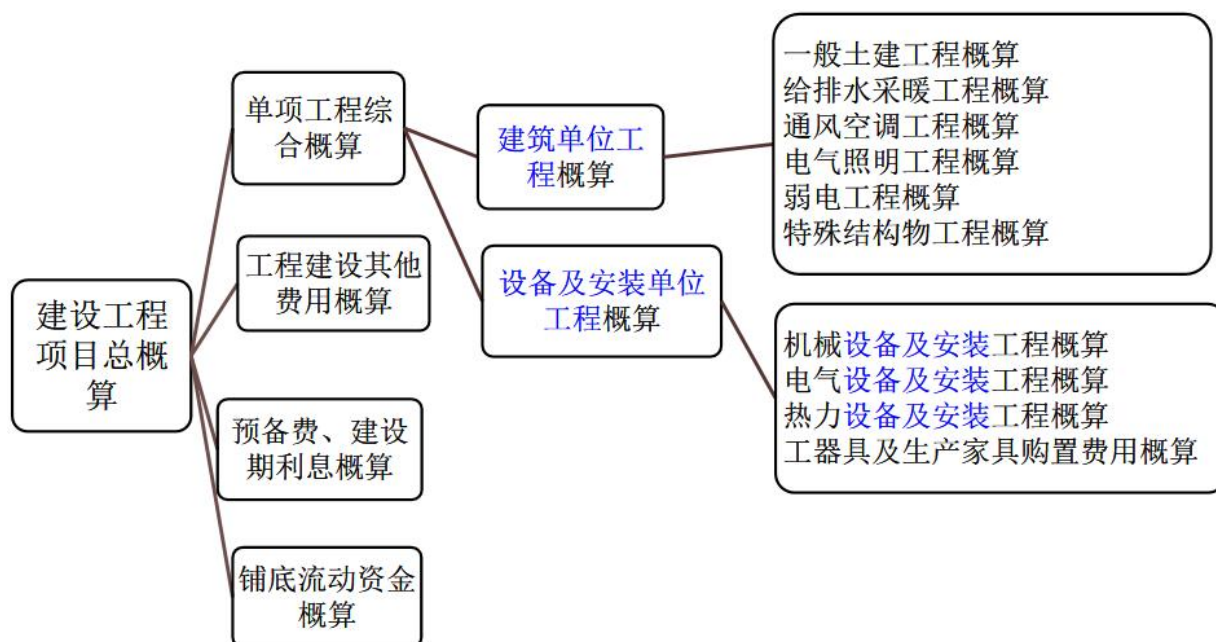 建设工程
项目总概
算
单项工程综
合概算
工程建设其他
费用概算
预备费、建设
期利息概算
铺底流动资金
概算
建筑单位工
程概算
设备及安装单位
工程概算
一般土建工程概算
给排水采暖工程概算
通风空调工程概算
电气照明工程概算
弱电工程概算
特殊结构物工程概算
机械设备及安装工程概算
电气设备及安装工程概算
热力设备及安装工程概算
工器具及生产家具购置费用概算